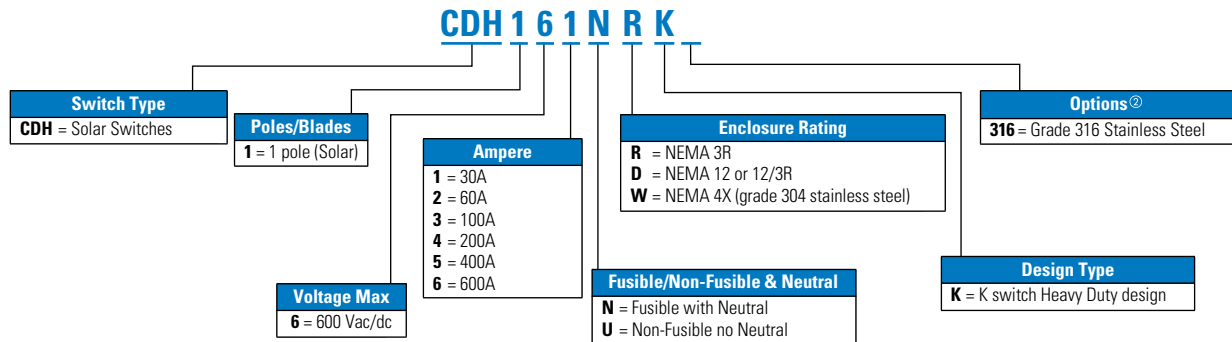 CDH 1 6 1 N R K
Switch Type
CDH = Solar Switches
Poles/Blades
1 = 1 pole (Solar)
Voltage Max
6 = 600 Vac/dc
Ampere
1 = 30A
2 = 60A
3 = 100A
4 = 200A
5 = 400A
6 = 600A
Fusible/Non-Fusible & Neutral
N = Fusible with Neutral
U = Non-Fusible no Neutral
Enclosure Rating
R = NEMA 3R
D = NEMA 12 or 12/3R
W = NEMA 4X (grade 304 stainless steel)
Design Type
K = K switch Heavy Duty design
Options②
316 = Grade 316 Stainless Steel